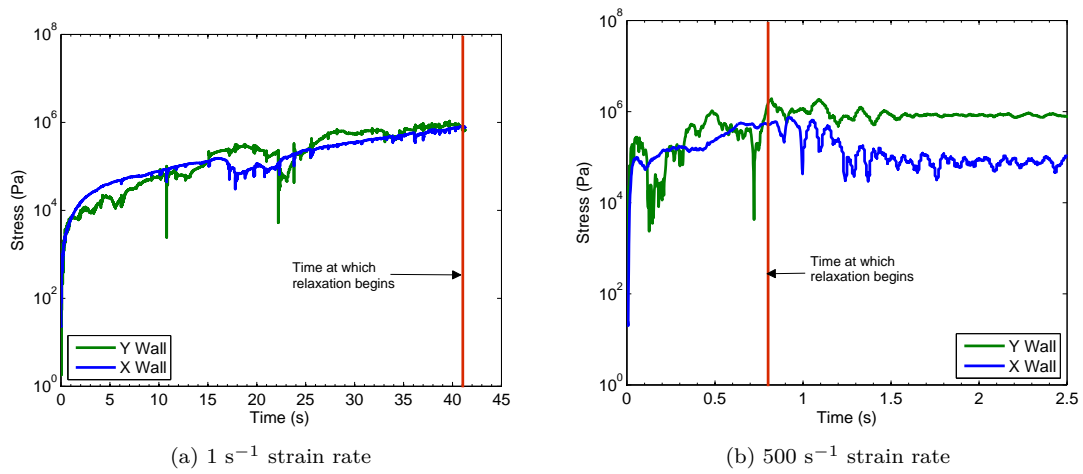 10^8
10^6
10^4
10^2
10^0
Stress (Pa)
Time at which
relaxation begins
Y Wall
X Wall
0 5 10 15 20 25 30 35 40 45
Time (s)
(a) 1 s^−1 strain rate
10^8
10^6
10^4
10^2
10^0
Stress (Pa)
Time at which
relaxation begins
Y Wall
X Wall
0 0.5 1 1.5 2 2.5
Time (s)
(b) 500 s^−1 strain rate